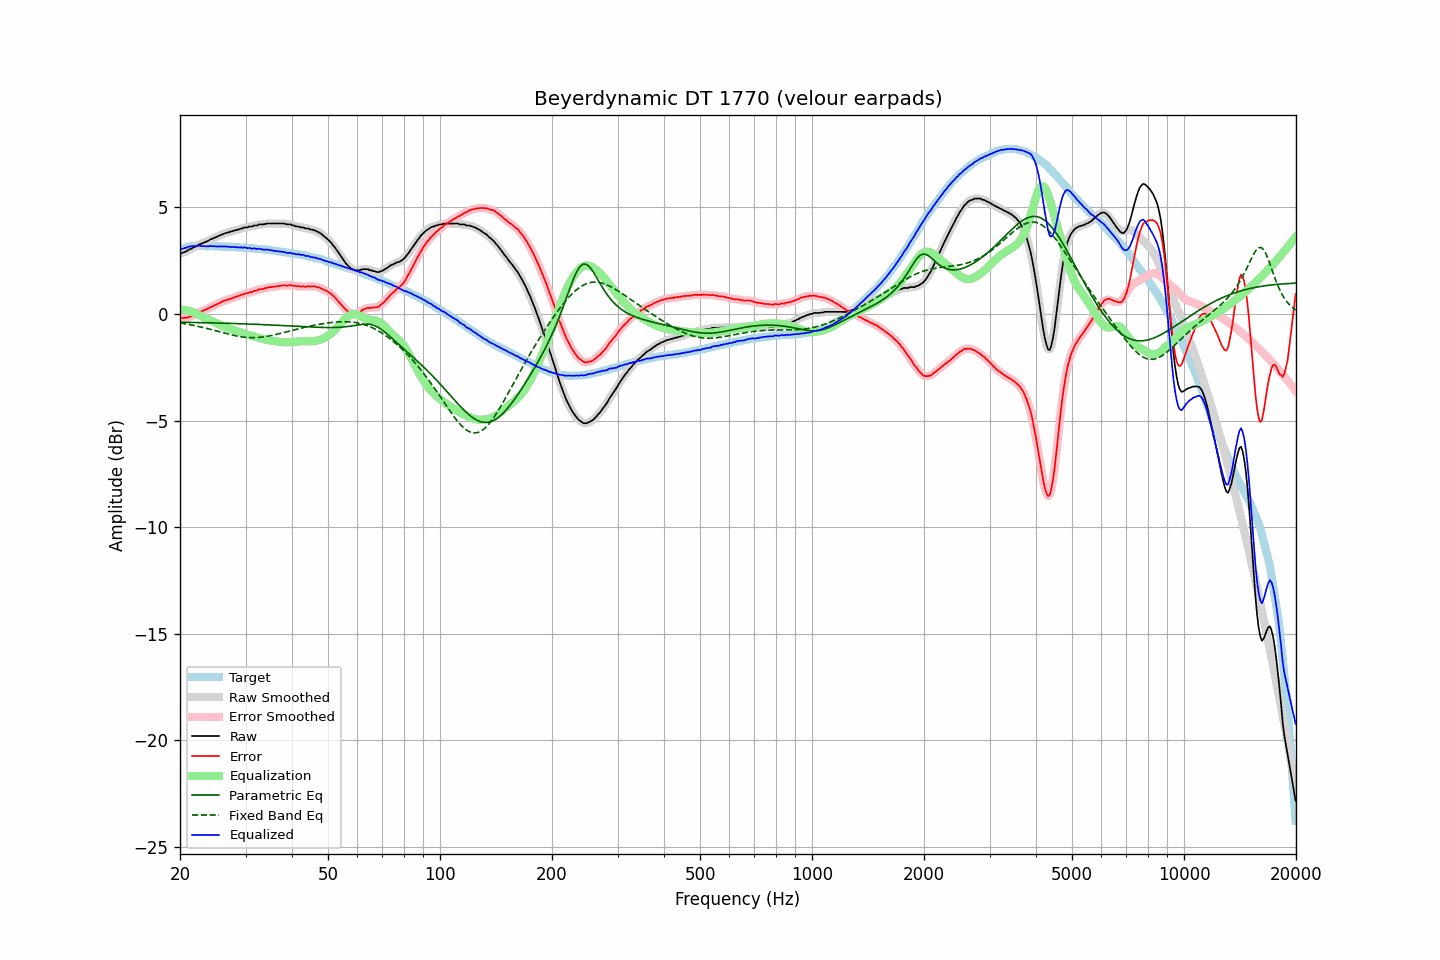 Beyerdynamic DT 1770 (velour earpads)
Amplitude (dBr)
5
0
−5
−10
−15
−20
−25
Target
Raw Smoothed
Error Smoothed
Raw
Error
Equalization
Parametric Eq
Fixed Band Eq
Equalized
20 50 100 200 500 1000 2000 5000 10000 20000
Frequency (Hz)